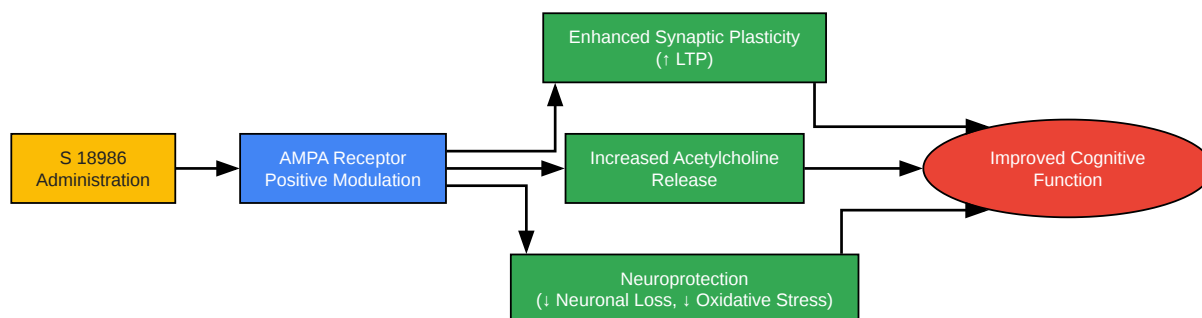 S 18986
Administration
AMPA Receptor
Positive Modulation
Enhanced Synaptic Plasticity
(↑ LTP)
Increased Acetylcholine
Release
Neuroprotection
(↓ Neuronal Loss, ↓ Oxidative Stress)
Improved Cognitive
Function